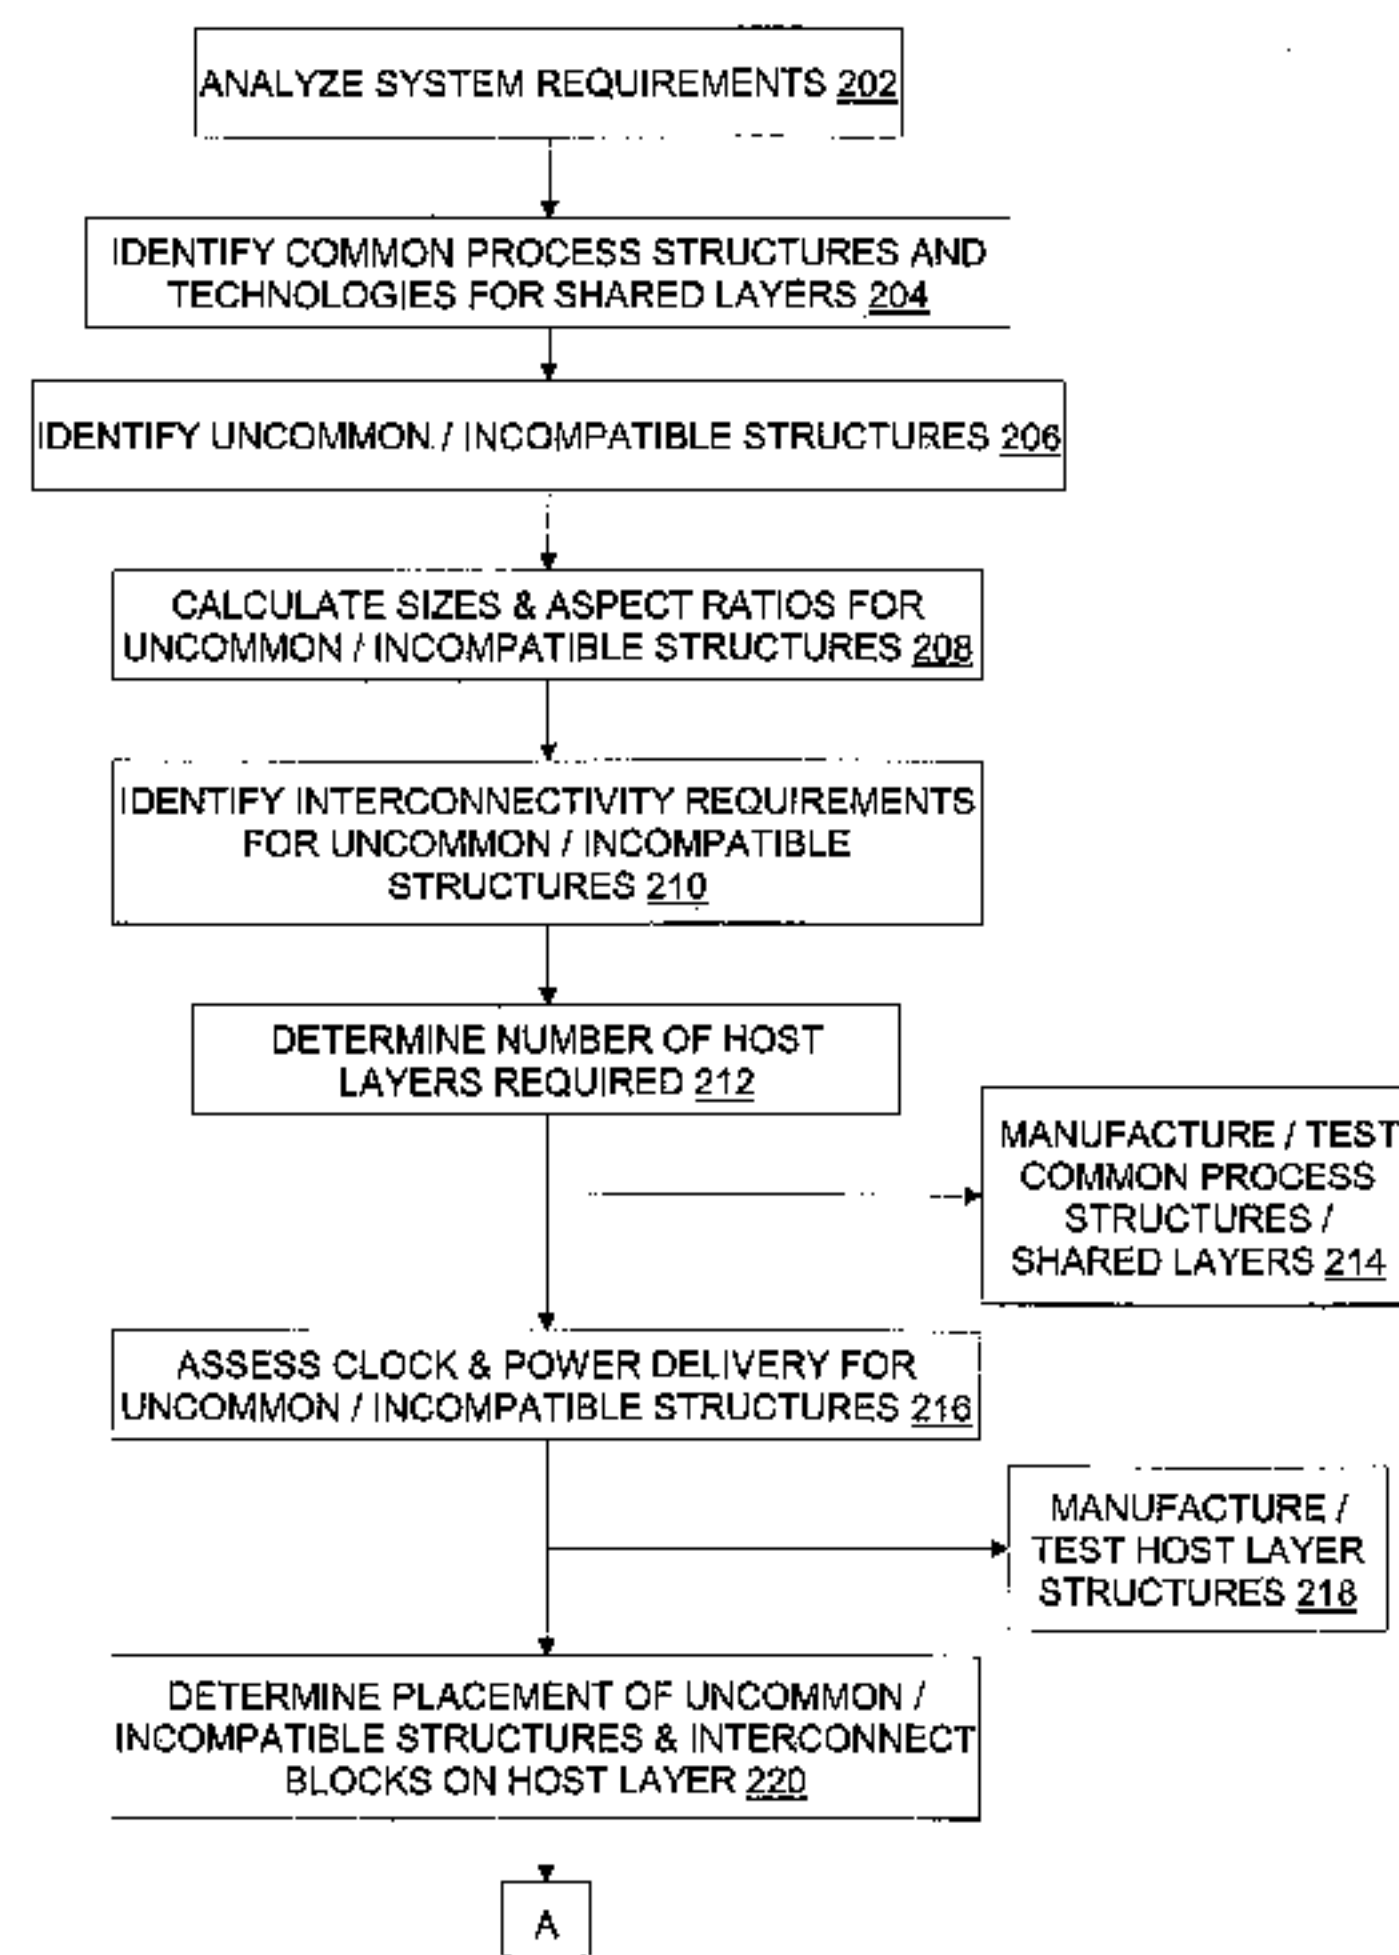 ANALYZE SYSTEM REQUIREMENTS 202
IDENTIFY COMMON PROCESS STRUCTURES AND
TECHNOLOGIES FOR SHARED LAYERS 204
IDENTIFY UNCOMMON / INCOMPATIBLE STRUCTURES 206
CALCULATE SIZES & ASPECT RATIOS FOR
UNCOMMON / INCOMPATIBLE STRUCTURES 208
IDENTIFY INTERCONNECTIVITY REQUIREMENTS
FOR UNCOMMON / INCOMPATIBLE
STRUCTURES 210
DETERMINE NUMBER OF HOST
LAYERS REQUIRED 212
MANUFACTURE / TEST
COMMON PROCESS
STRUCTURES /
SHARED LAYERS 214
ASSESS CLOCK & POWER DELIVERY FOR
UNCOMMON / INCOMPATIBLE STRUCTURES 216
MANUFACTURE /
TEST HOST LAYER
STRUCTURES 218
DETERMINE PLACEMENT OF UNCOMMON /
INCOMPATIBLE STRUCTURES & INTERCONNECT
BLOCKS ON HOST LAYER 220
A